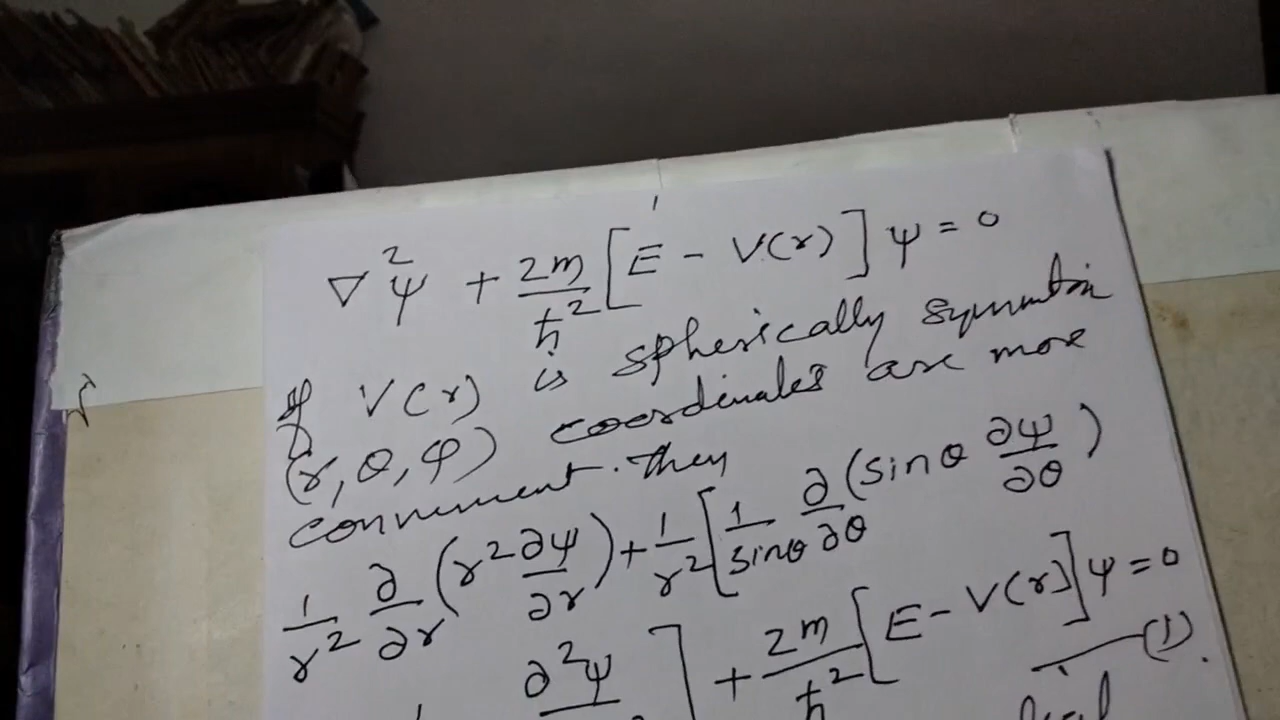 ∇²ψ + 2m/ħ² [E - V(r)] ψ = 0
If V(r) is spherically symmetric
(r, θ, φ) coordinates are more
convenient. They
1/r² ∂/∂r (r² ∂ψ/∂r) + 1/r² [1/sinθ ∂/∂θ (sinθ ∂ψ/∂θ)
∂²ψ ] + 2m/ħ² [E - V(r)] ψ = 0
(1).